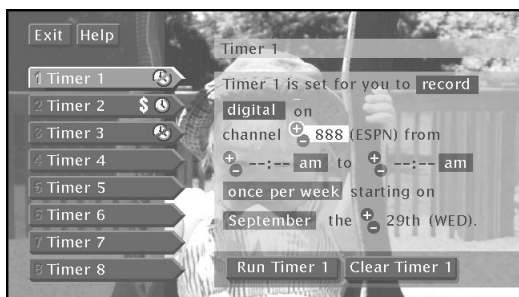 Exit Help
Timer 1
1 Timer 1
2 Timer 2 $
3 Timer 3
4 Timer 4
5 Timer 5
6 Timer 6
7 Timer 7
8 Timer 8
Timer 1 is set for you to record
digital on
channel 888 (ESPN) from
--:-- am to --:-- am
once per week starting on
September the 29th (WED).
Run Timer 1 Clear Timer 1